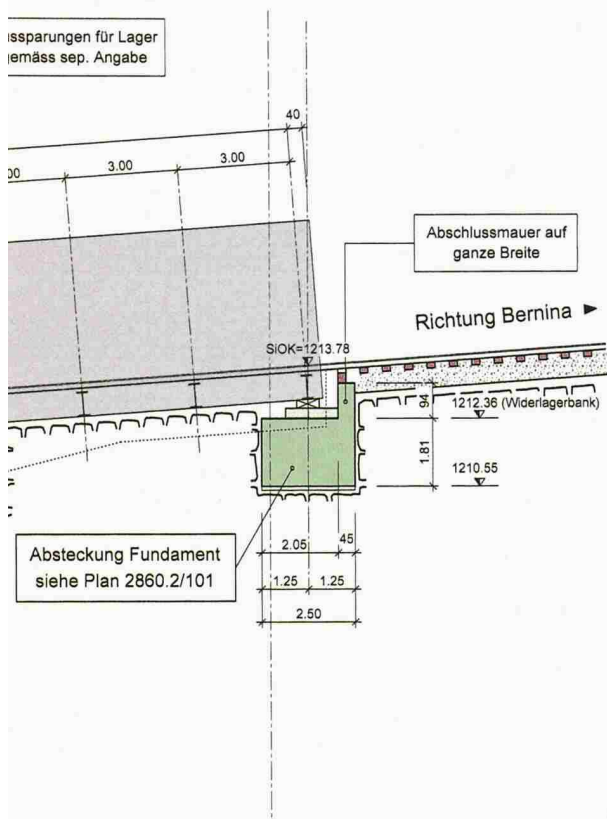 ussparungen für Lager
gemäss sep. Angabe
40
00
3.00
3.00
Abschlussmauer auf
ganze Breite
Richtung Bernina
SiOK=1213.78
94
1212.36 (Widerlagerbank)
1.81
1210.55
Absteckung Fundament
siehe Plan 2860.2/101
2.05
45
1.25
1.25
2.50